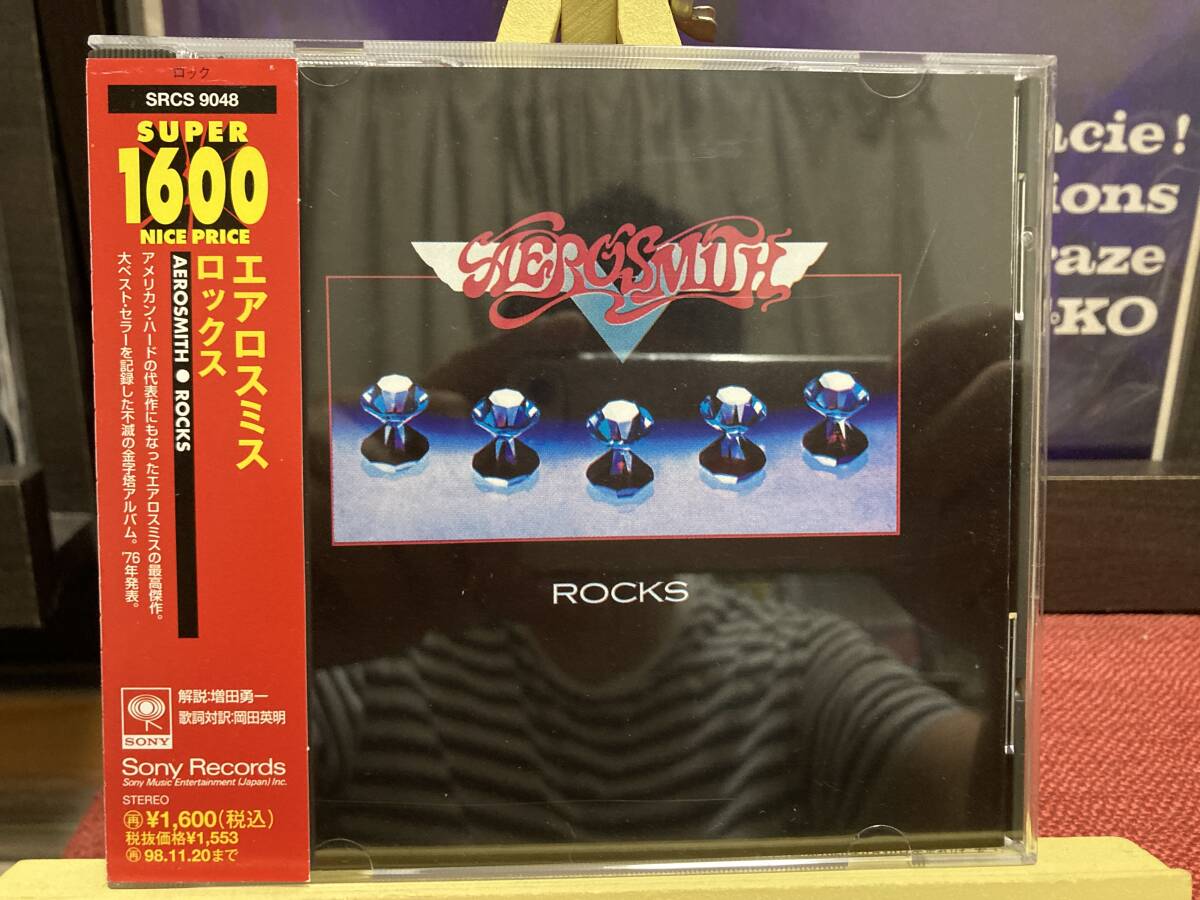 ロック
SRCS 9048
SUPER
1600
NICE PRICE
エアロスミス
ロックス
AEROSMITH ● ROCKS
アメリカン・ハードの代表作にもなったエアロスミスの最高傑作。
大ベスト・セラーを記録した不滅の金字塔アルバム。'76年発表。
解説:増田勇一
歌詞対訳:岡田英明
SONY
Sony Records
Sony Music Entertainment (Japan) Inc.
STEREO
再 ¥1,600(税込)
税抜価格¥1,553
再 98.11.20まで
AEROSMITH
ROCKS
acie!
ions
raze
KO